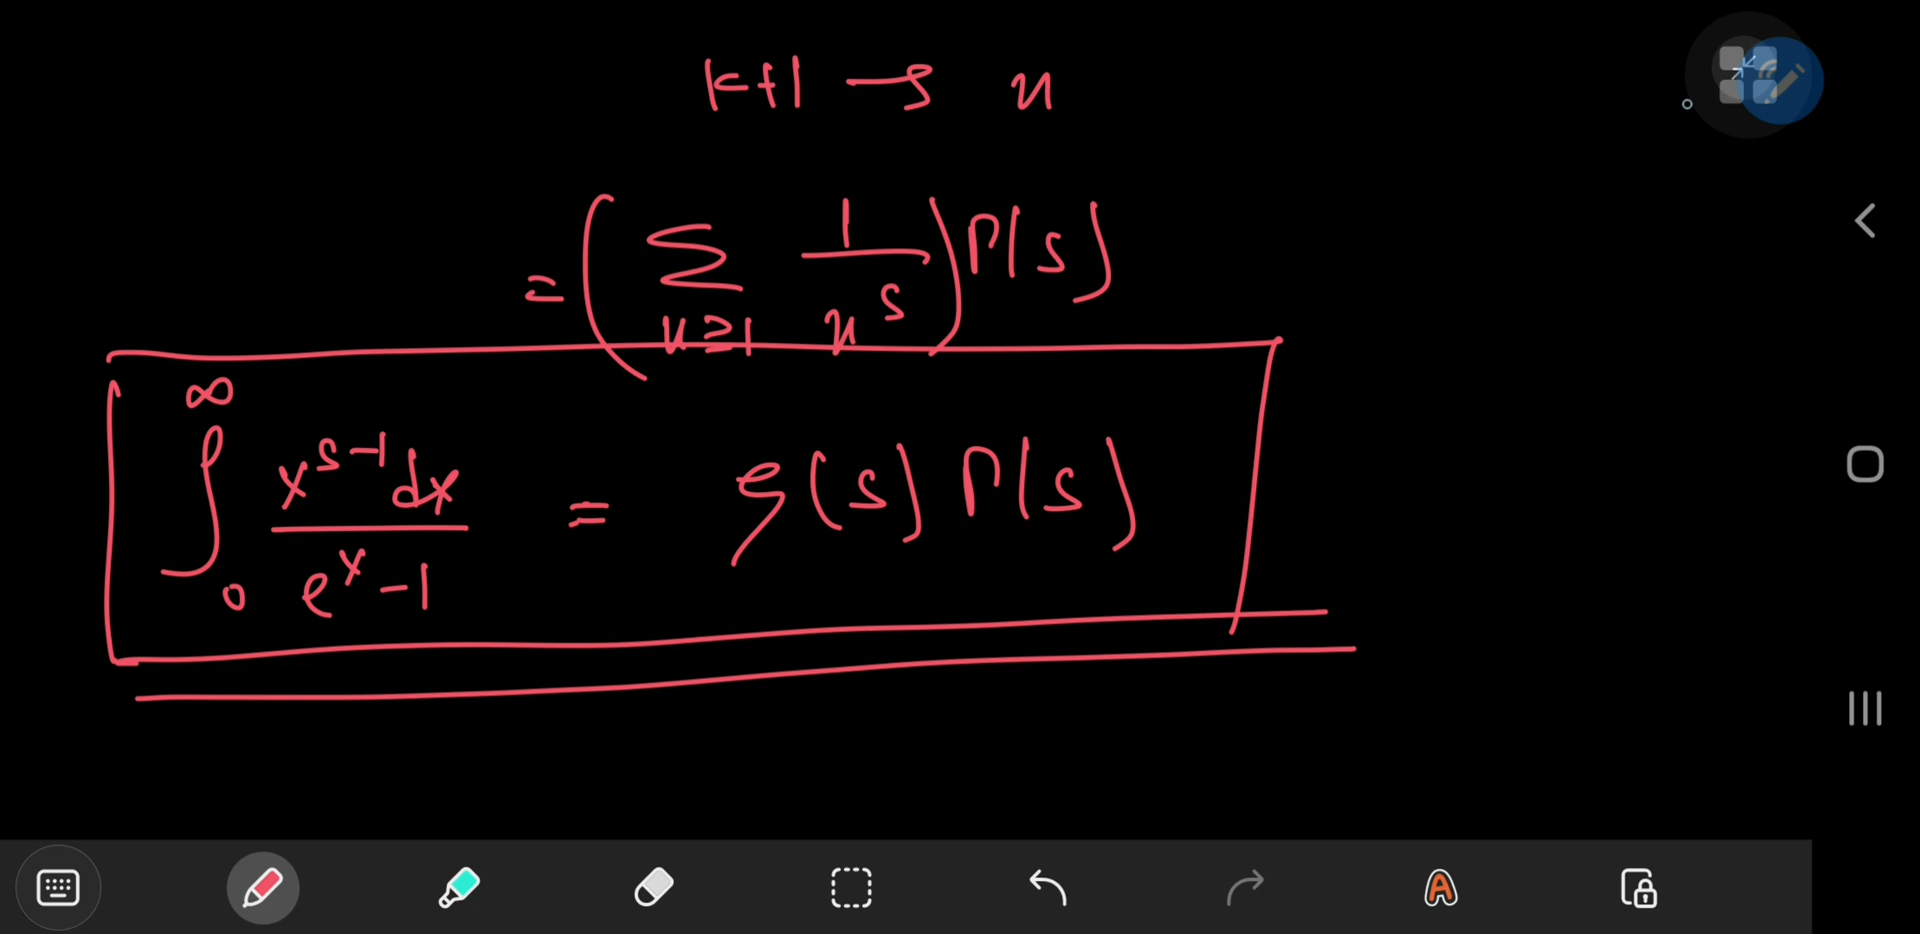 k+1 → n
= (∑_{n≥1} 1/n^s) Γ(s)
∫_0^∞ x^{s-1}dx / e^x-1 = ζ(s) Γ(s)
A